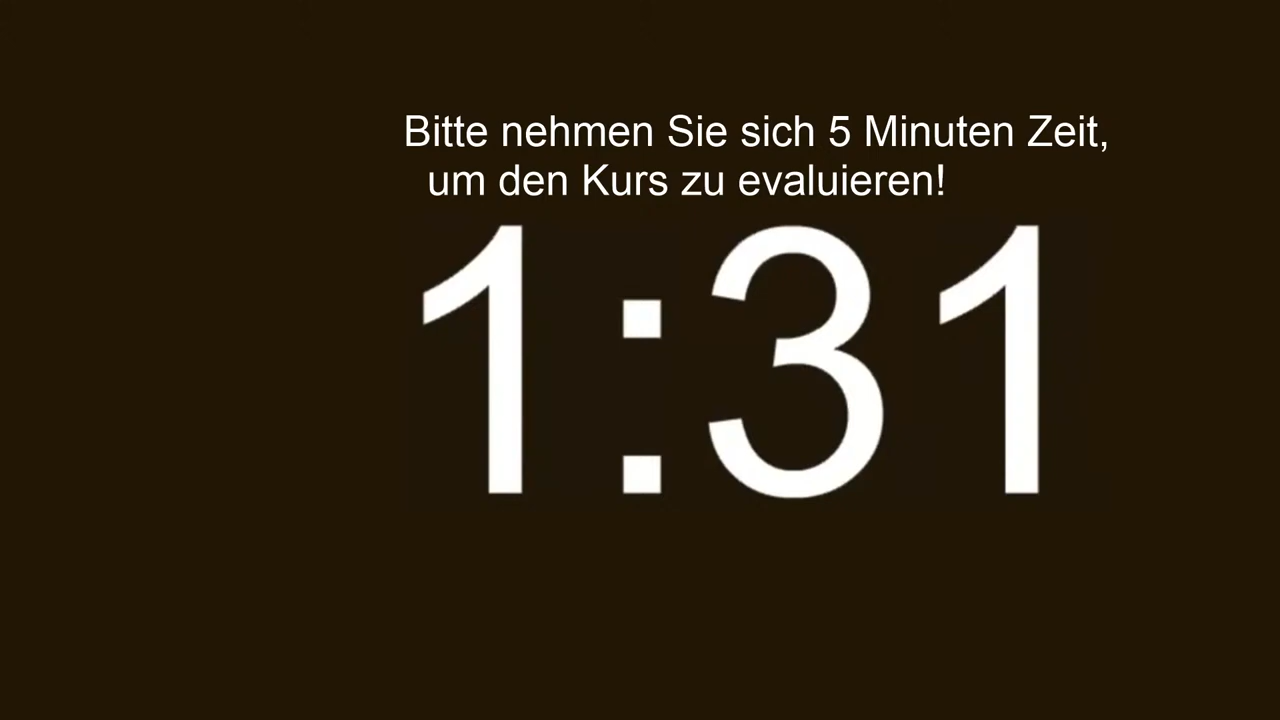 Bitte nehmen Sie sich 5 Minuten Zeit,
um den Kurs zu evaluieren!
1:31